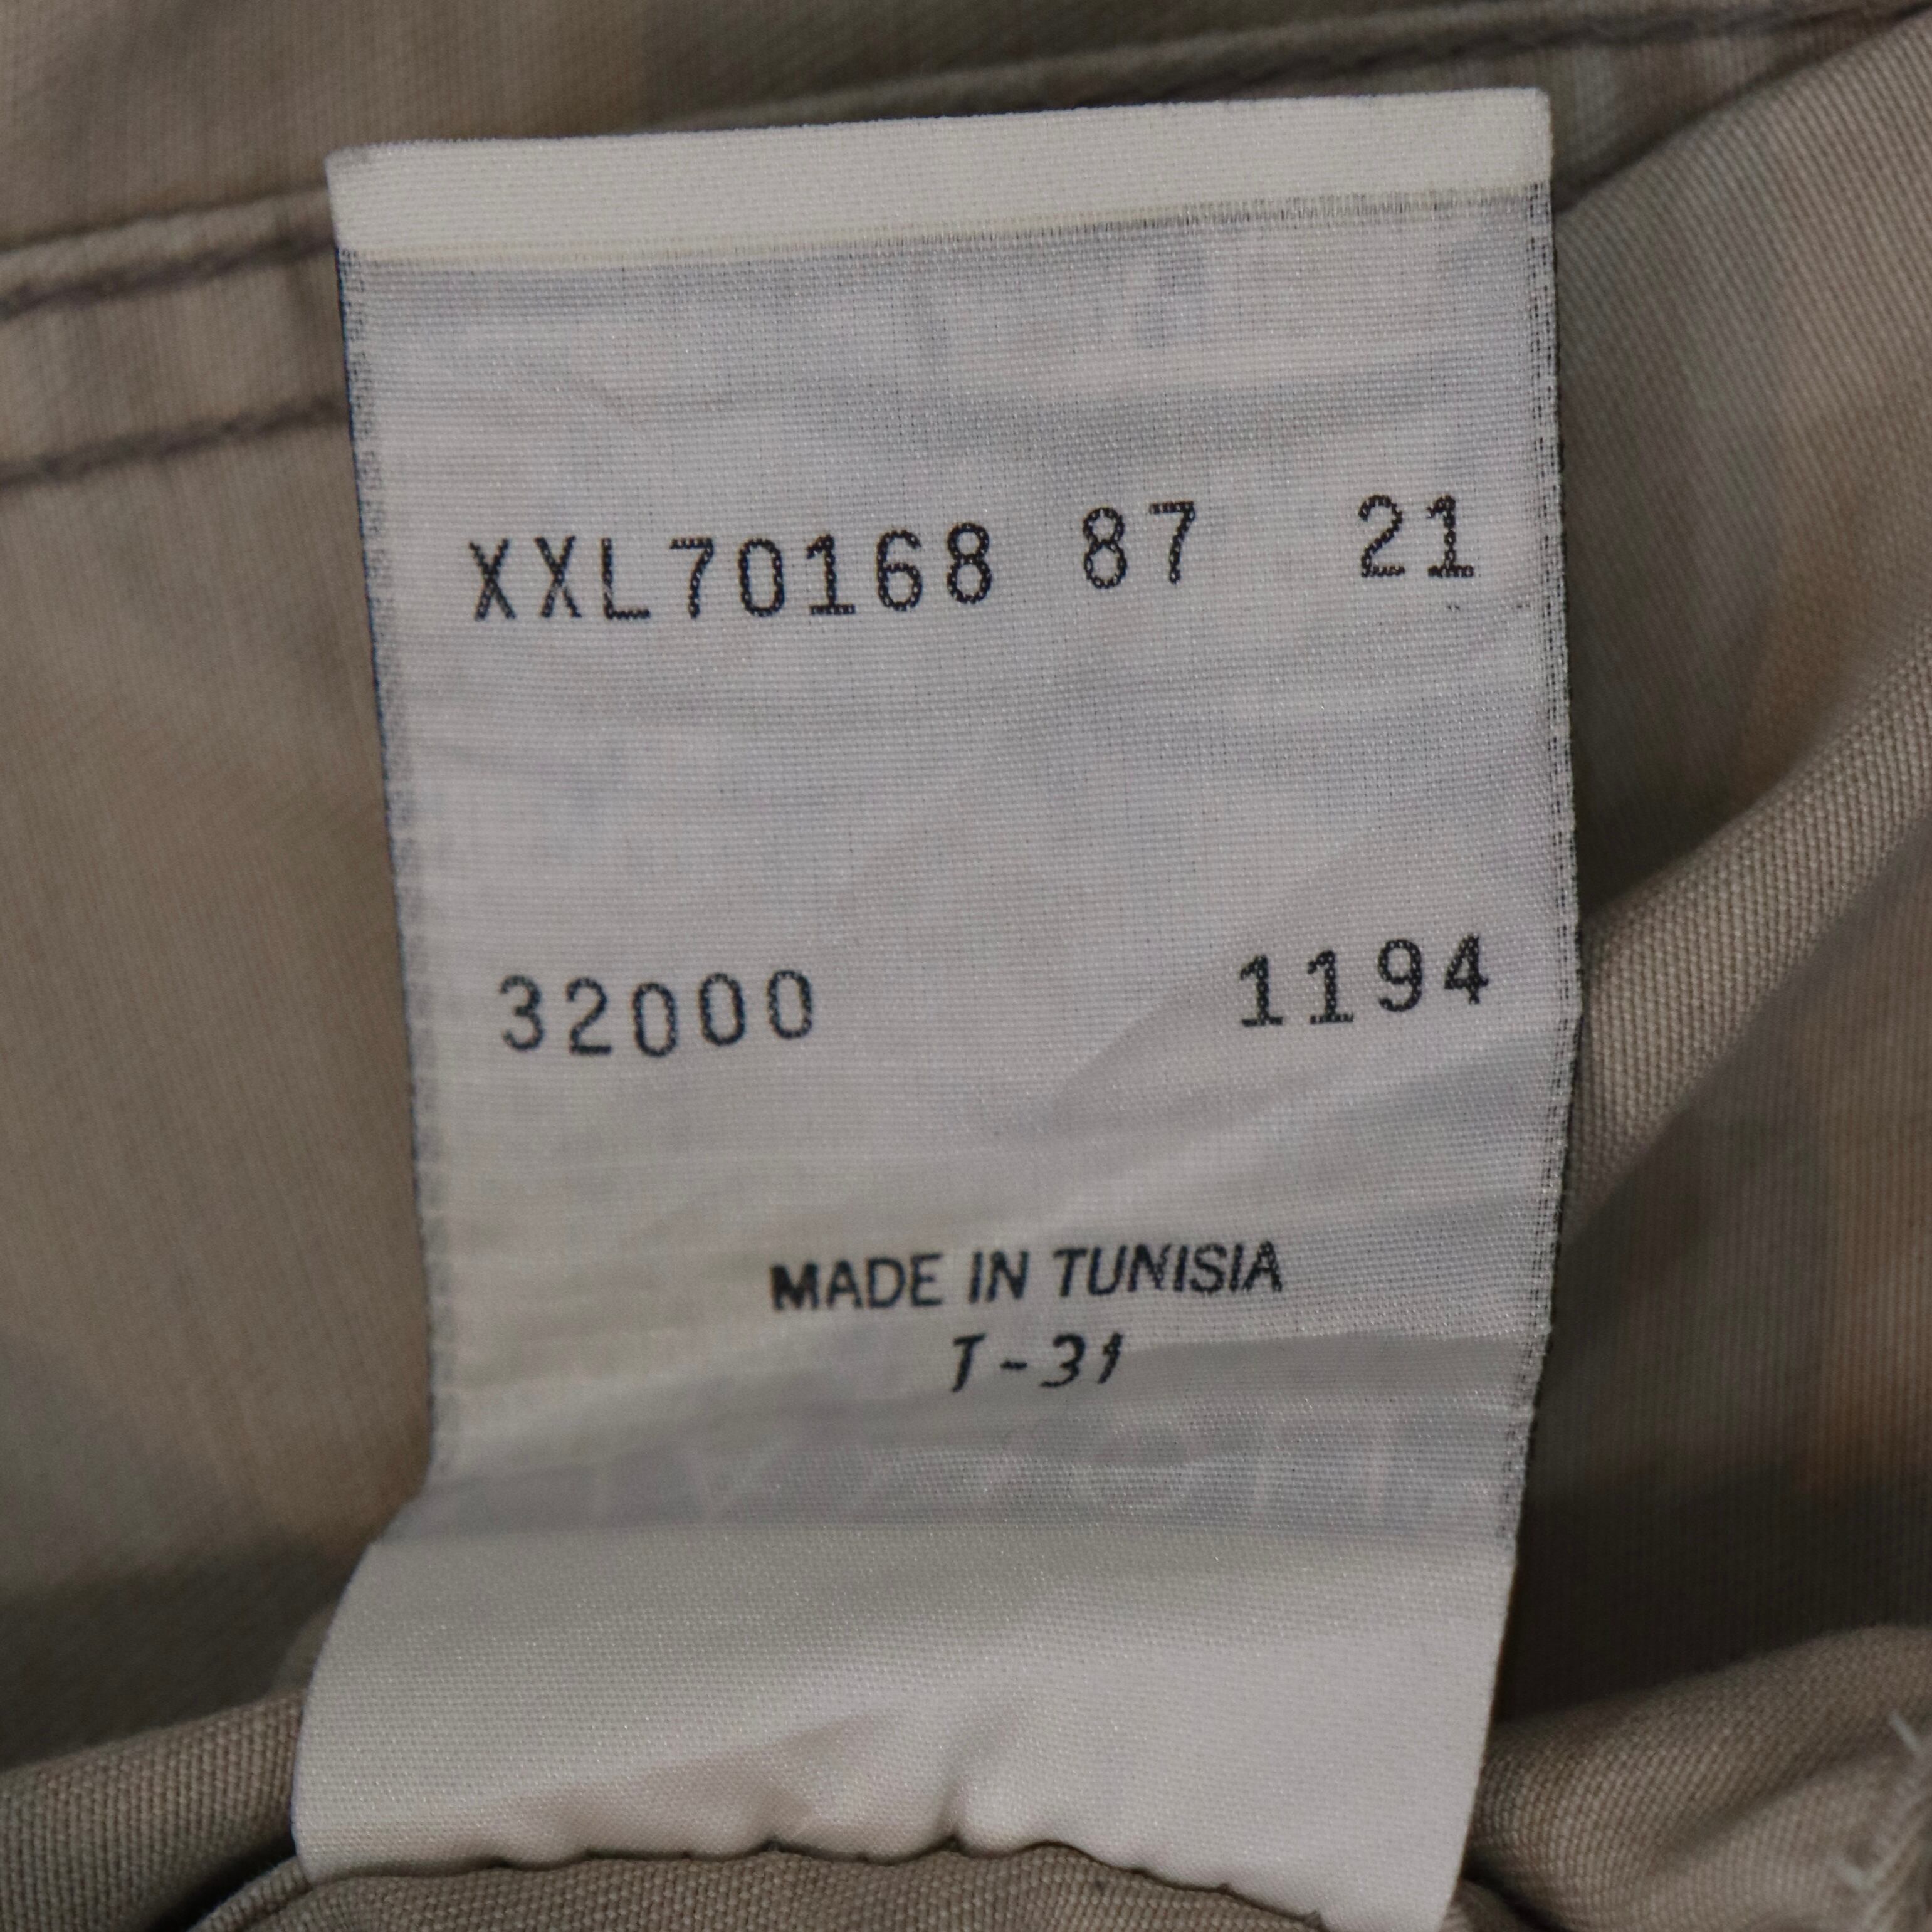 XXL70168 87 21
32000 1194
MADE IN TUNISIA
T-31